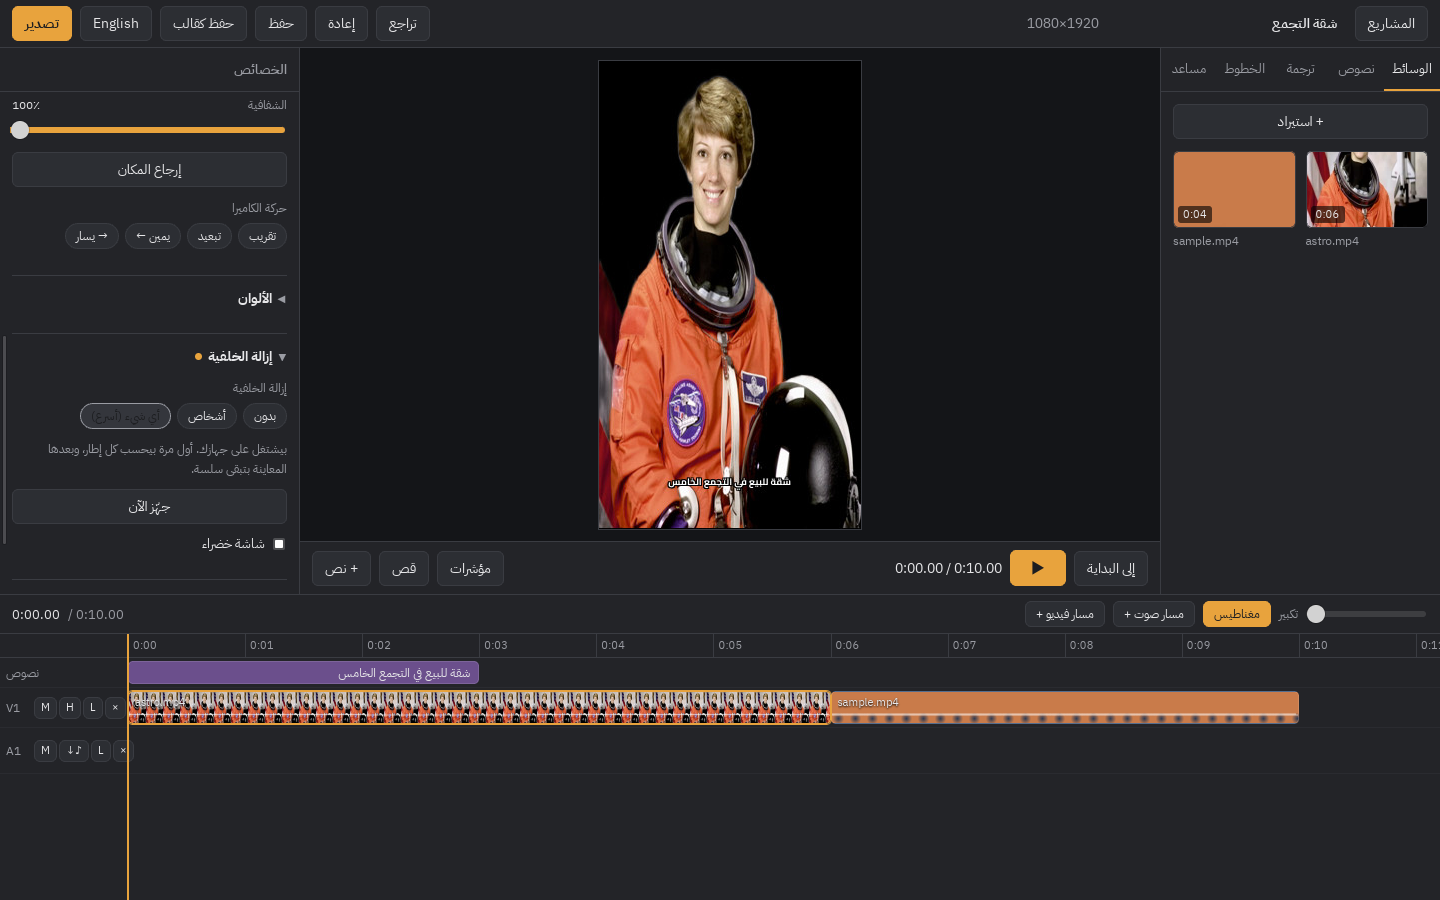 المشاريع
شقة التجمع
1080×1920
تراجع
إعادة
حفظ
حفظ كقالب
English
تصدير
الوسائط
نصوص
ترجمة
الخطوط
مساعد
+ استيراد
0:06
astro.mp4
0:04
sample.mp4
شقة للبيع في التجمع الخامس
إلى البداية
0:00.00 / 0:10.00
مؤشرات
قص
+ نص
الخصائص
الشفافية
100٪
إرجاع المكان
حركة الكاميرا
تقريب
تبعيد
يمين ←
→ يسار
الألوان
إزالة الخلفية
إزالة الخلفية
بدون
أشخاص
أي شيء (أسرع)
بيشتغل على جهازك. أول مرة بيحسب كل إطار، وبعدها
المعاينة بتبقى سلسة.
جهّز الآن
شاشة خضراء
تكبير
مغناطيس
مسار صوت +
مسار فيديو +
0:00.00 / 0:10.00
0:00 0:01 0:02 0:03 0:04 0:05 0:06 0:07 0:08 0:09 0:10
نصوص
شقة للبيع في التجمع الخامس
V1 M H L ×
astro.mp4
sample.mp4
A1 M ↓♪ L ×